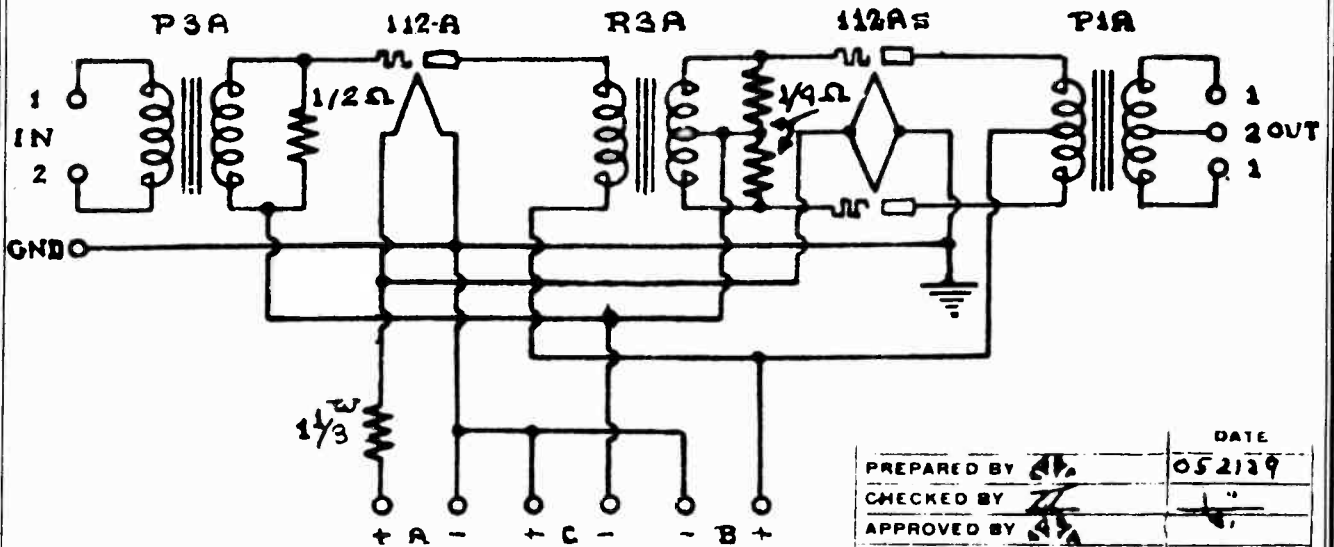 P3A 112-A R3A 112As P1A
1/2Ω 1/4Ω
1 1
IN 2 OUT
2 1
GND
1 1/3 ω
+ A - + C - - B +
DATE
PREPARED BY 052129
CHECKED BY
APPROVED BY